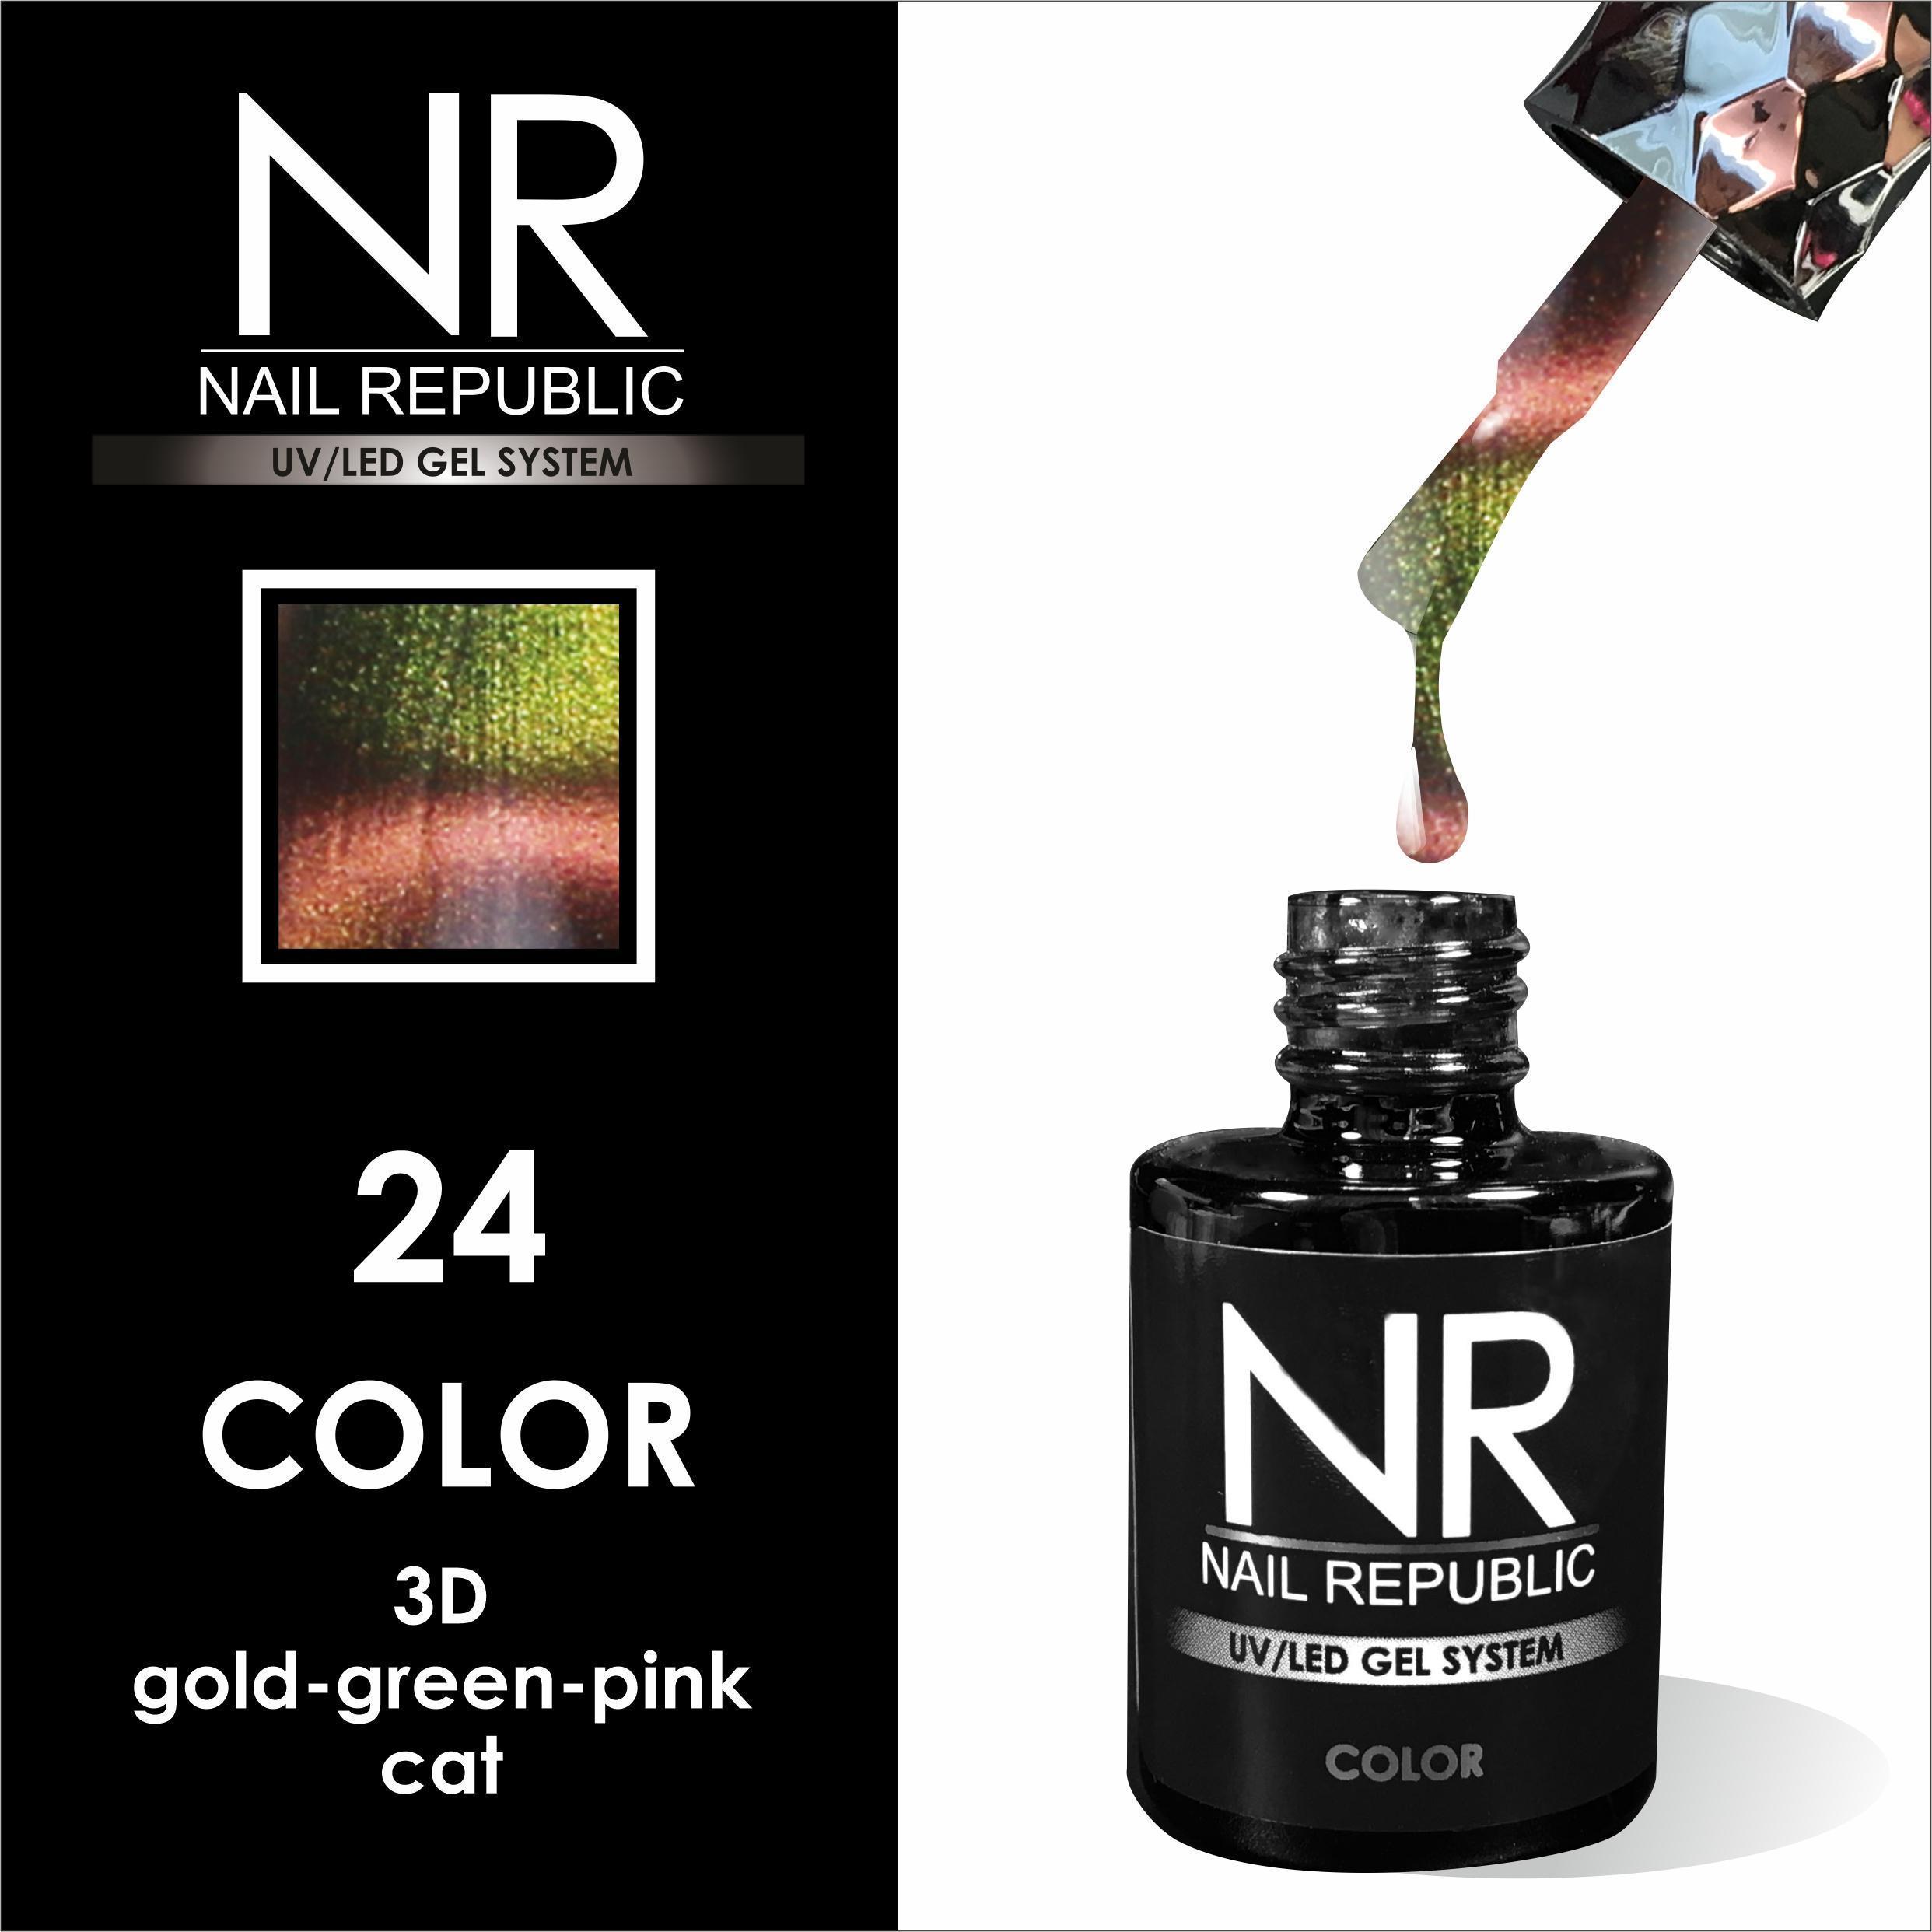 NR
NAIL REPUBLIC
UV/LED GEL SYSTEM
24
COLOR
3D
gold-green-pink
cat
NR
NAIL REPUBLIC
UV/LED GEL SYSTEM
COLOR